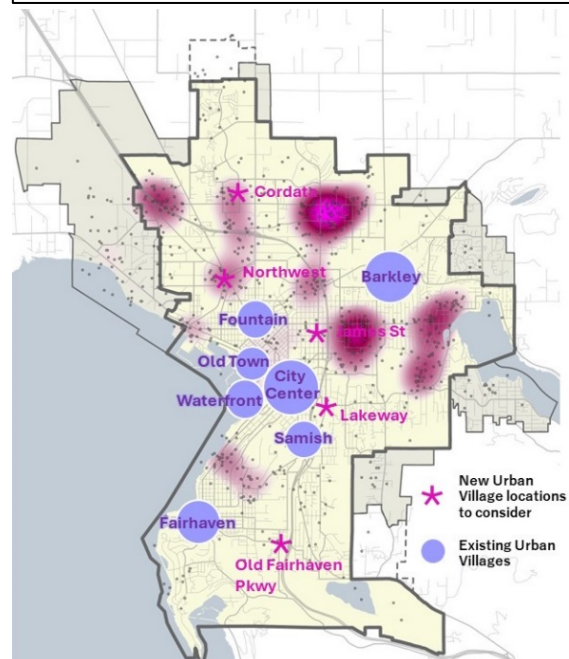 Cordata
Northwest
Barkley
Fountain
James St
Old Town
City
Center
Waterfront
Lakeway
Samish
Fairhaven
Old Fairhaven
Pkwy
New Urban
Village locations
to consider
Existing Urban
Villages